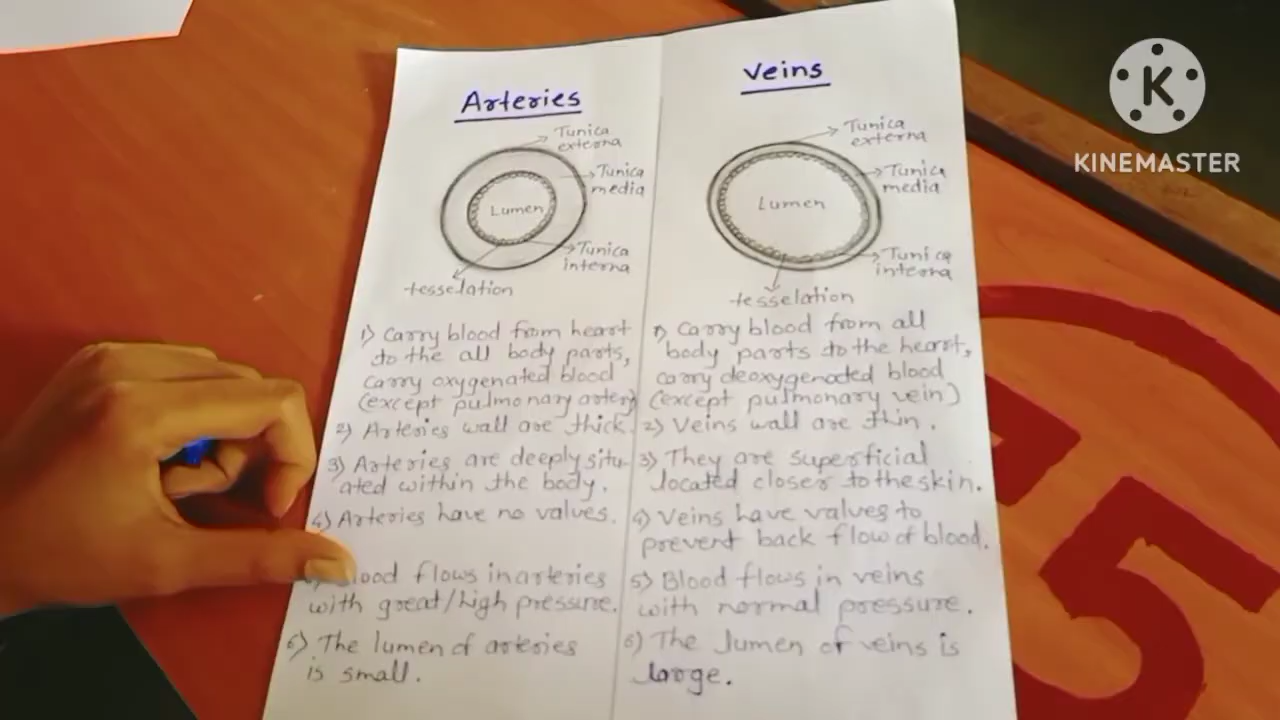 Arteries
Tunica
externa
Tunica
media
Lumen
Tunica
interna
tesselation
1) Carry blood from heart
to the all body parts,
carry oxygenated blood
(except pulmonary artery)
2) Arteries wall are thick.
3) Arteries are deeply situ-
ated within the body.
4) Arteries have no values.
Blood flows in arteries
with great/high pressure.
6) The lumen of arteries
is small.
Veins
Tunica
externa
Tunica
media
Lumen
Tunica
interna
tesselation
1) Carry blood from all
body parts to the heart,
carry deoxygenated blood
(except pulmonary vein)
2) Veins wall are thin.
3) They are superficial
located closer to the skin.
4) Veins have values to
prevent back flow of blood.
5) Blood flows in veins
with normal pressure.
6) The lumen of veins is
large.
K
KINEMASTER
5